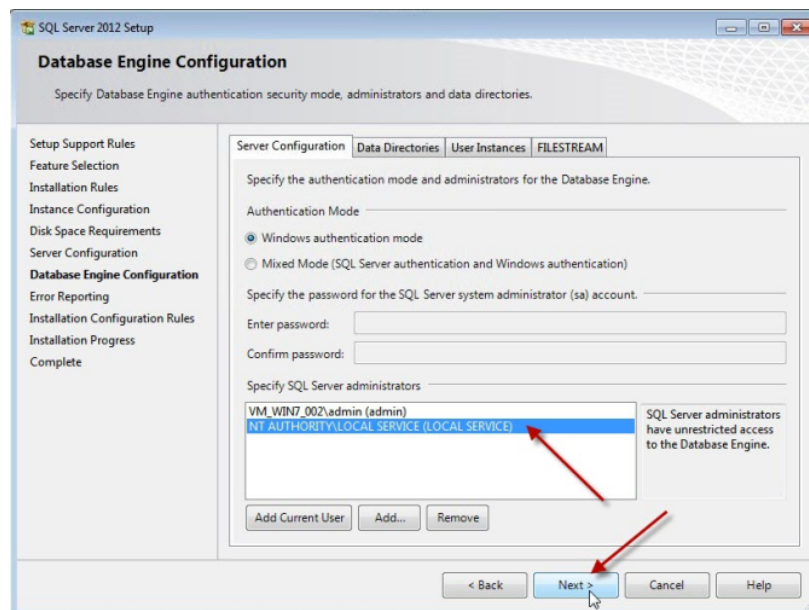 SQL Server 2012 Setup
Database Engine Configuration
Specify Database Engine authentication security mode, administrators and data directories.
Setup Support Rules
Feature Selection
Installation Rules
Instance Configuration
Disk Space Requirements
Server Configuration
Database Engine Configuration
Error Reporting
Installation Configuration Rules
Installation Progress
Complete
Server Configuration
Data Directories
User Instances
FILESTREAM
Specify the authentication mode and administrators for the Database Engine.
Authentication Mode
Windows authentication mode
Mixed Mode (SQL Server authentication and Windows authentication)
Specify the password for the SQL Server system administrator (sa) account.
Enter password:
Confirm password:
Specify SQL Server administrators
VM_WIN7_002\admin (admin)
NT AUTHORITY\LOCAL SERVICE (LOCAL SERVICE)
SQL Server administrators
have unrestricted access
to the Database Engine.
Add Current User
Add...
Remove
< Back
Next >
Cancel
Help